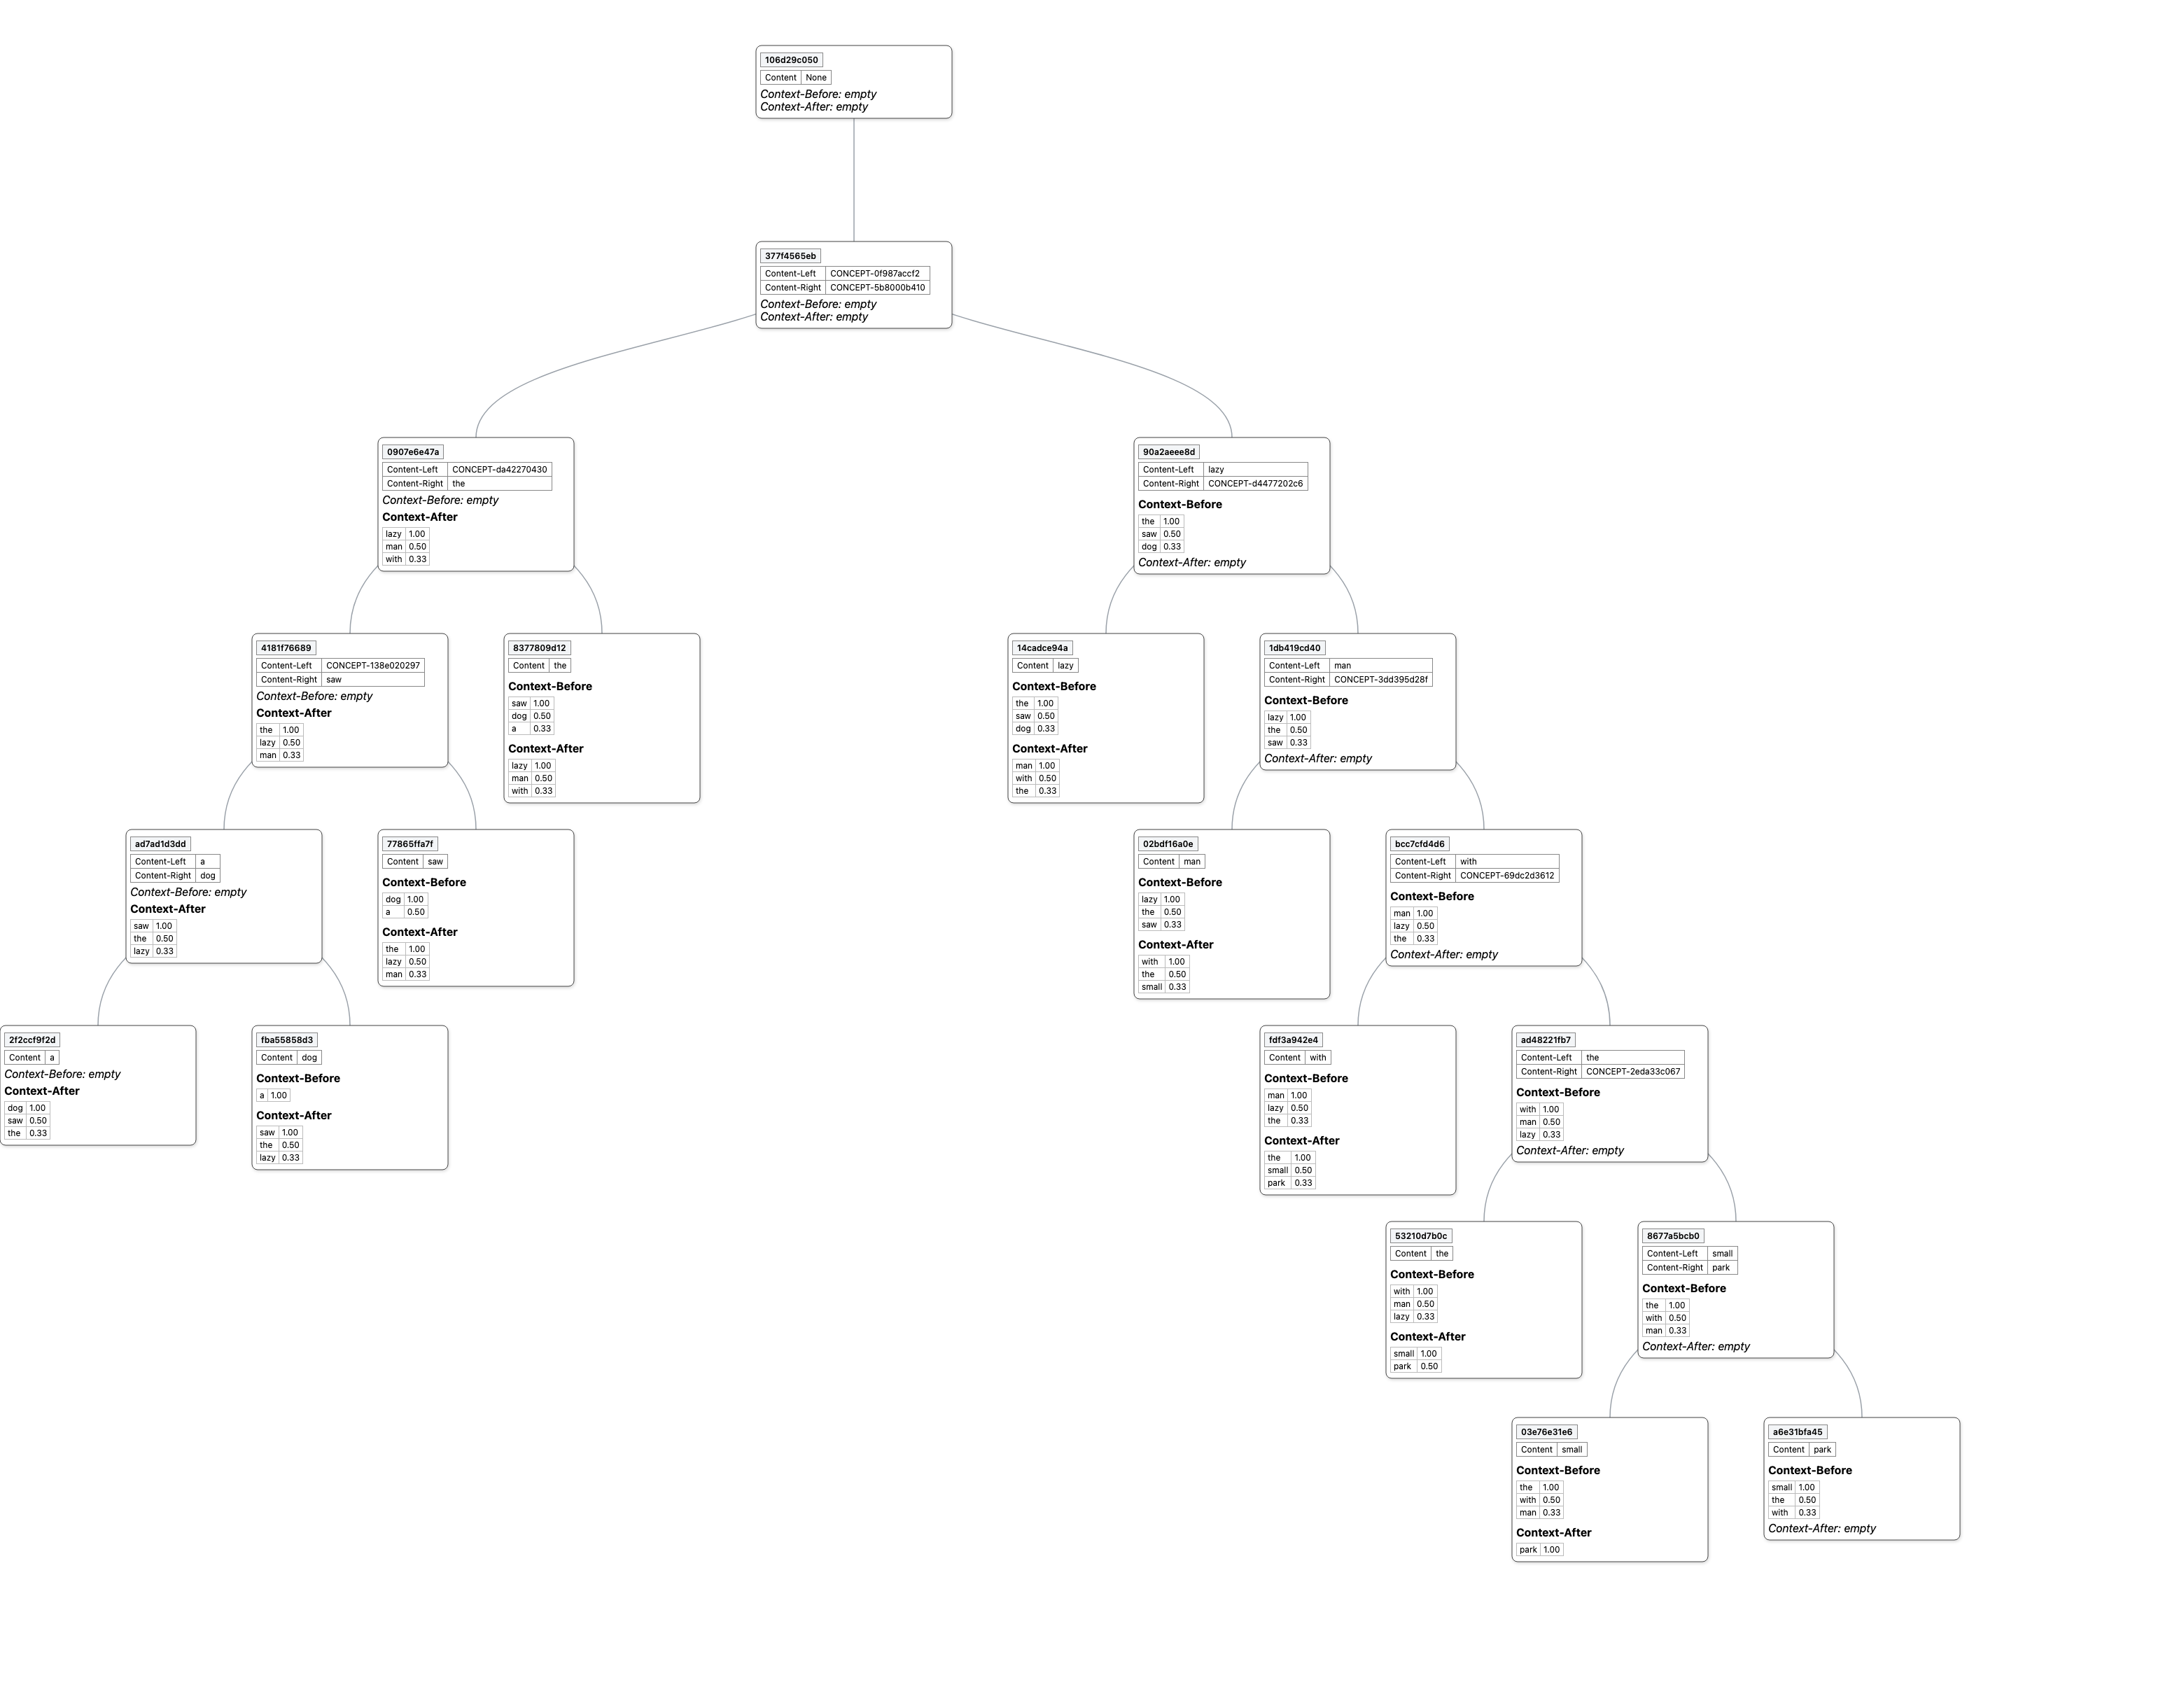 106d29c050
Content None
Context-Before: empty
Context-After: empty
377f4565eb
Content-Left CONCEPT-0f987accf2
Content-Right CONCEPT-5b8000b410
Context-Before: empty
Context-After: empty
0907e6e47a
Content-Left CONCEPT-da42270430
Content-Right the
Context-Before: empty
Context-After
lazy 1.00
man 0.50
with 0.33
90a2aeee8d
Content-Left lazy
Content-Right CONCEPT-d4477202c6
Context-Before
the 1.00
saw 0.50
dog 0.33
Context-After: empty
4181f76689
Content-Left CONCEPT-138e020297
Content-Right saw
Context-Before: empty
Context-After
the 1.00
lazy 0.50
man 0.33
8377809d12
Content the
Context-Before
saw 1.00
dog 0.50
a 0.33
Context-After
lazy 1.00
man 0.50
with 0.33
14cadce94a
Content lazy
Context-Before
the 1.00
saw 0.50
dog 0.33
Context-After
man 1.00
with 0.50
the 0.33
1db419cd40
Content-Left man
Content-Right CONCEPT-3dd395d28f
Context-Before
lazy 1.00
the 0.50
saw 0.33
Context-After: empty
ad7ad1d3dd
Content-Left a
Content-Right dog
Context-Before: empty
Context-After
saw 1.00
the 0.50
lazy 0.33
77865ffa7f
Content saw
Context-Before
dog 1.00
a 0.50
Context-After
the 1.00
lazy 0.50
man 0.33
02bdf16a0e
Content man
Context-Before
lazy 1.00
the 0.50
saw 0.33
Context-After
with 1.00
the 0.50
small 0.33
bcc7cfd4d6
Content-Left with
Content-Right CONCEPT-69dc2d3612
Context-Before
man 1.00
lazy 0.50
the 0.33
Context-After: empty
2f2ccf9f2d
Content a
Context-Before: empty
Context-After
dog 1.00
saw 0.50
the 0.33
fba55858d3
Content dog
Context-Before
a 1.00
Context-After
saw 1.00
the 0.50
lazy 0.33
fdf3a942e4
Content with
Context-Before
man 1.00
lazy 0.50
the 0.33
Context-After
the 1.00
small 0.50
park 0.33
ad48221fb7
Content-Left the
Content-Right CONCEPT-2eda33c067
Context-Before
with 1.00
man 0.50
lazy 0.33
Context-After: empty
53210d7b0c
Content the
Context-Before
with 1.00
man 0.50
lazy 0.33
Context-After
small 1.00
park 0.50
8677a5bcb0
Content-Left small
Content-Right park
Context-Before
the 1.00
with 0.50
man 0.33
Context-After: empty
03e76e31e6
Content small
Context-Before
the 1.00
with 0.50
man 0.33
Context-After
park 1.00
a6e31bfa45
Content park
Context-Before
small 1.00
the 0.50
with 0.33
Context-After: empty